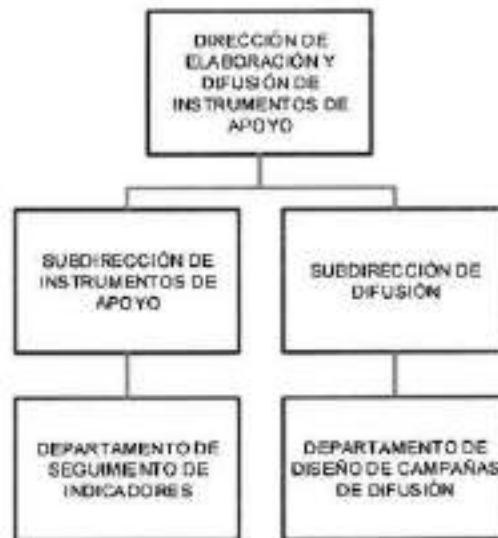 DIRECCIÓN DE
ELABORACIÓN Y
DIFUSIÓN DE
INSTRUMENTOS DE
APOYO
SUBDIRECCIÓN DE
INSTRUMENTOS DE
APOYO
SUBDIRECCIÓN DE
DIFUSIÓN
DEPARTAMENTO DE
SEGUIMIENTO DE
INDICADORES
DEPARTAMENTO DE
DISEÑO DE CAMPAÑAS
DE DIFUSIÓN